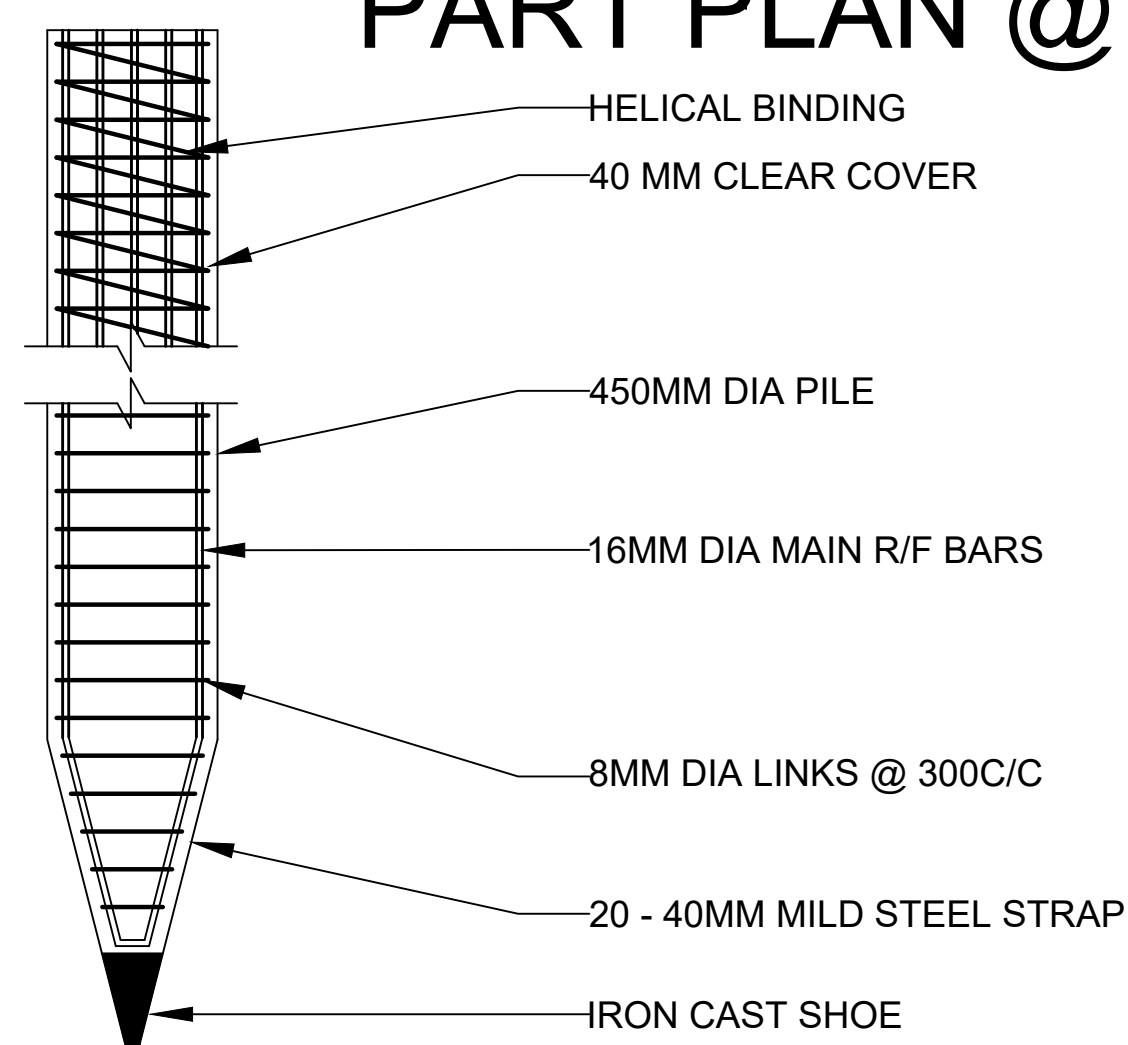 PART PLAN @
HELICAL BINDING
40 MM CLEAR COVER
450MM DIA PILE
16MM DIA MAIN R/F BARS
8MM DIA LINKS @ 300C/C
20 - 40MM MILD STEEL STRAP
IRON CAST SHOE